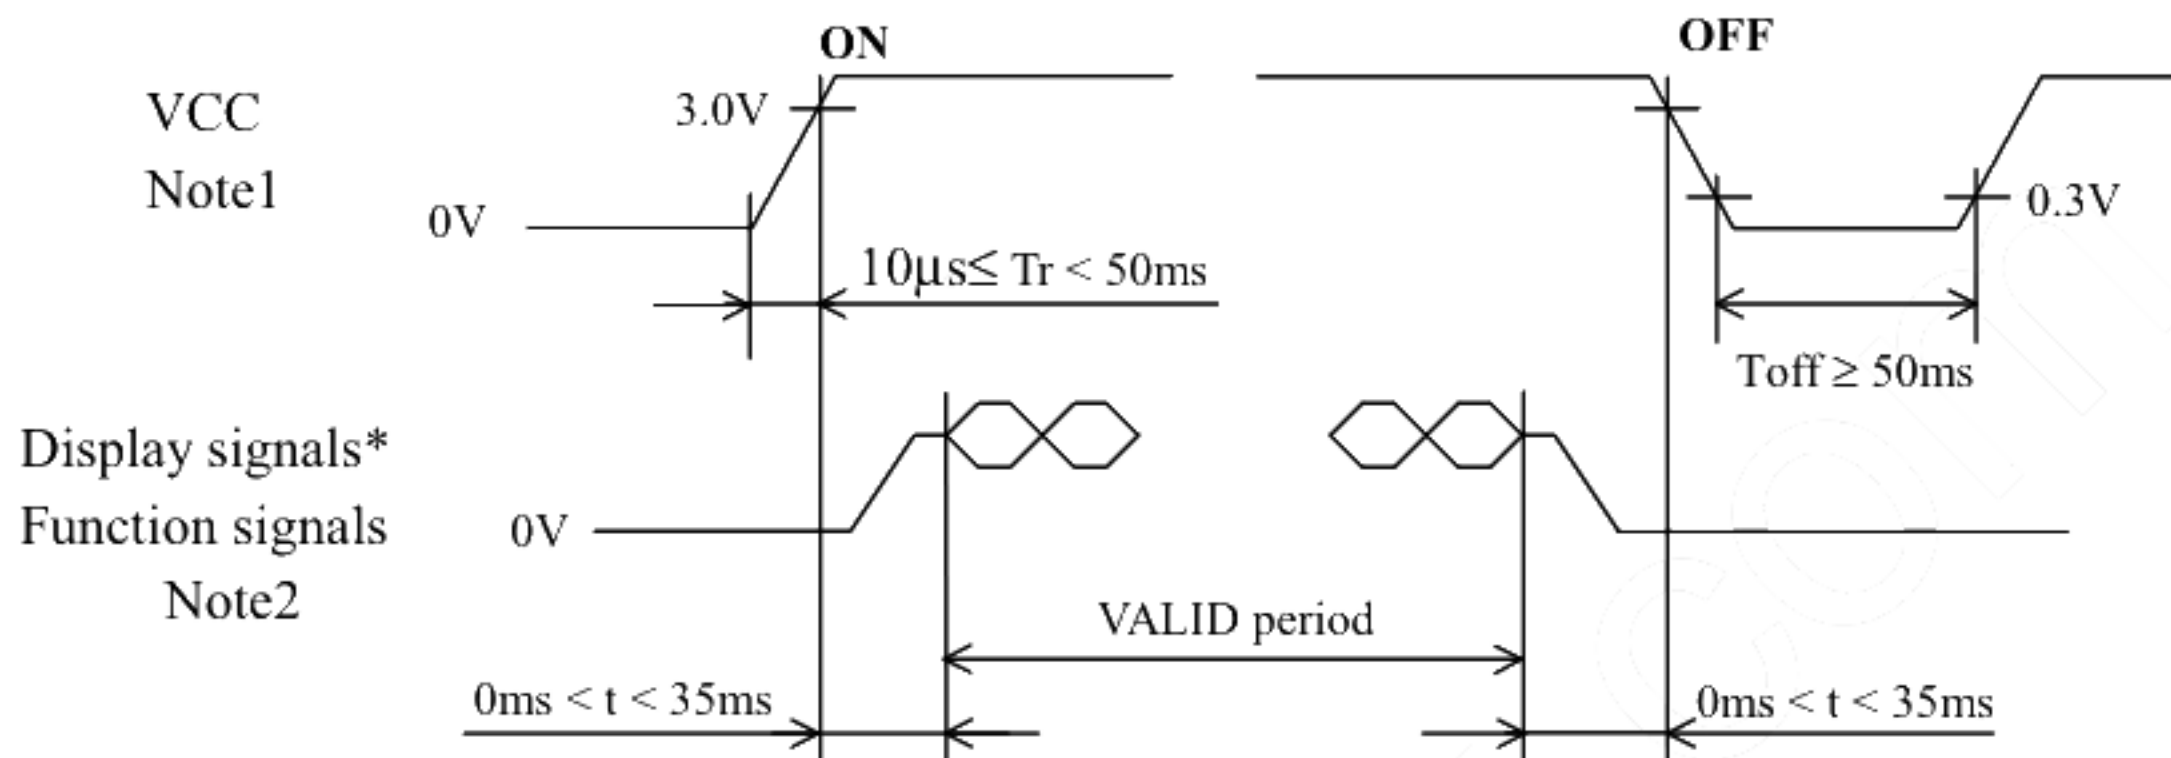 ON
OFF
VCC
3.0V
Note1
0V
0.3V
10μs≤ Tr < 50ms
Toff ≥ 50ms
Display signals*
Function signals
0V
Note2
VALID period
0ms < t < 35ms
0ms < t < 35ms